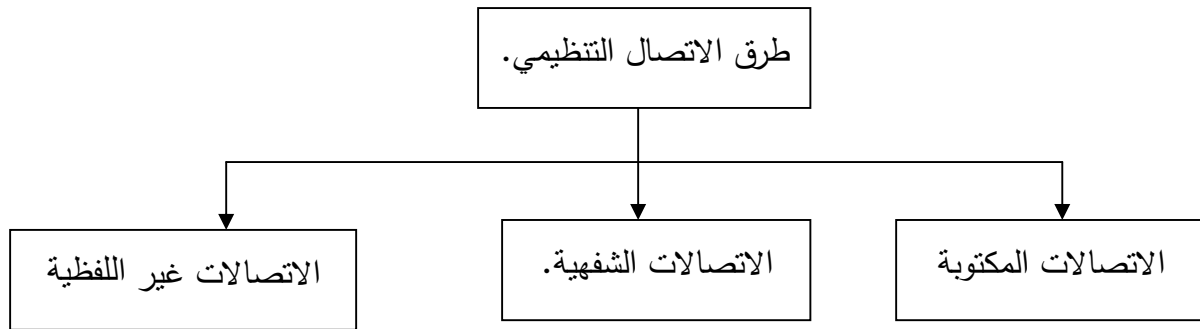 طرق الاتصال التنظيمي.
الاتصالات المكتوبة
الاتصالات الشفهية.
الاتصالات غير اللفظية